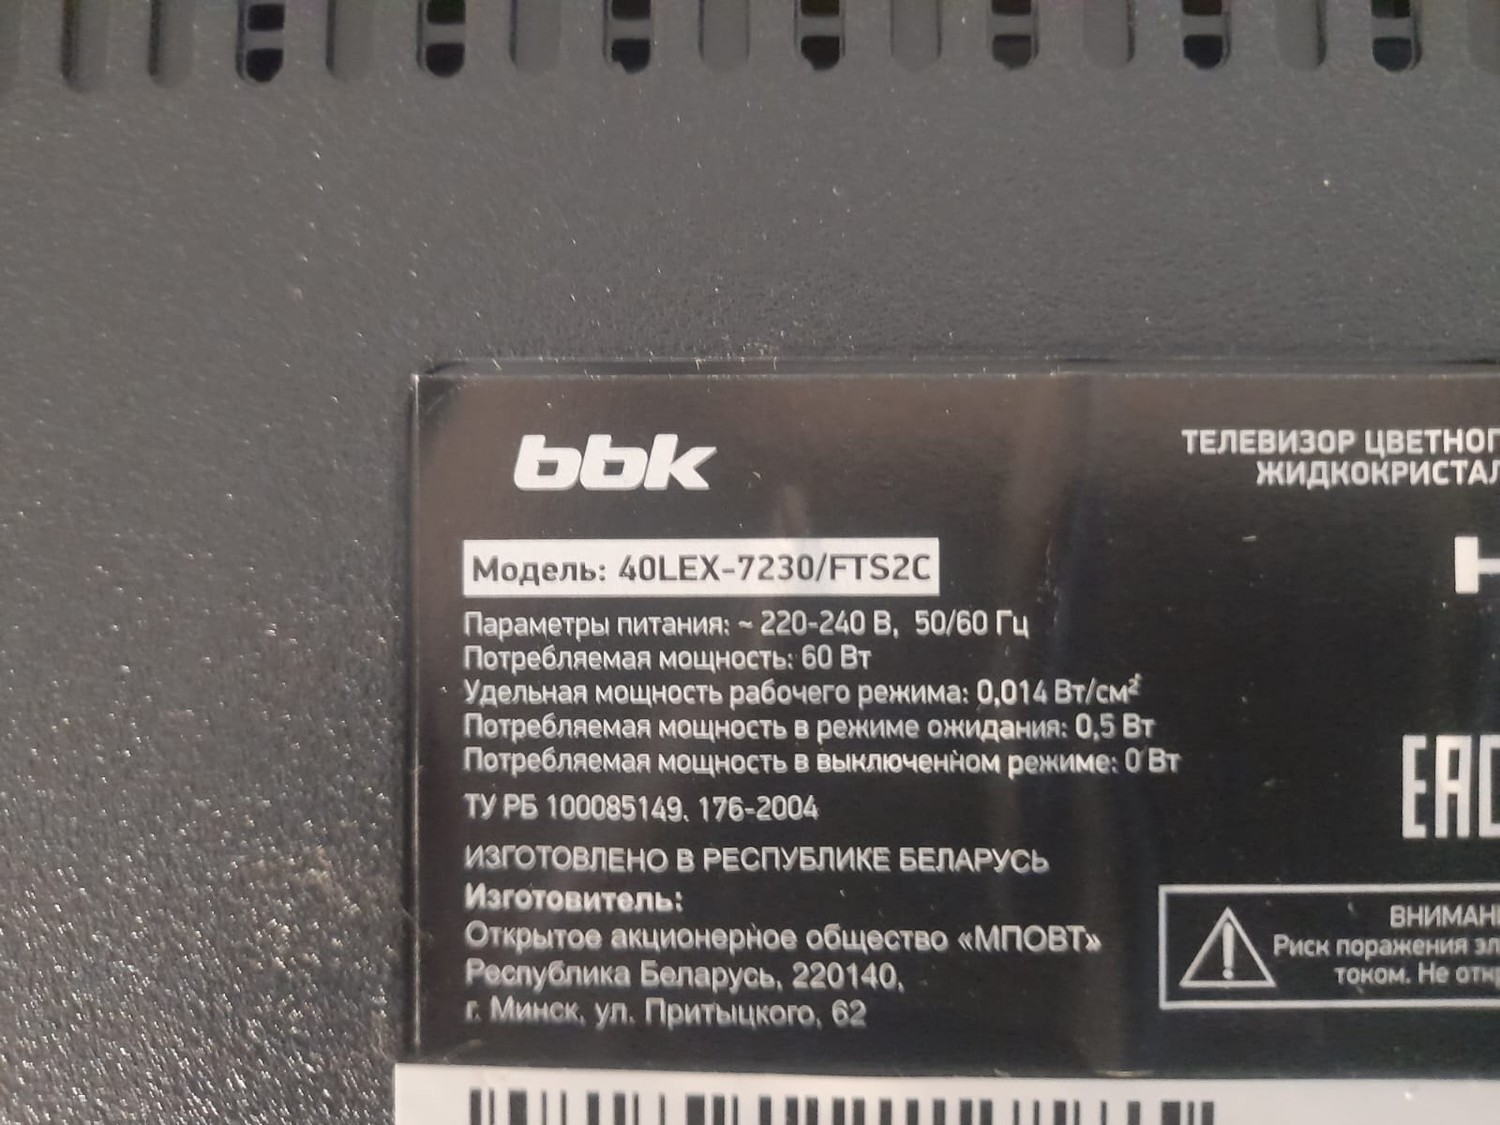 bbk
ТЕЛЕВИЗОР ЦВЕТНОГ
ЖИДКОКРИСТАЛ
Модель: 40LEX-7230/FTS2C
Параметры питания: ~ 220-240 В, 50/60 Гц
Потребляемая мощность: 60 Вт
Удельная мощность рабочего режима: 0,014 Вт/см²
Потребляемая мощность в режиме ожидания: 0,5 Вт
Потребляемая мощность в выключенном режиме: 0 Вт
ТУ РБ 100085149. 176-2004
EAC
ИЗГОТОВЛЕНО В РЕСПУБЛИКЕ БЕЛАРУСЬ
Изготовитель:
Открытое акционерное общество «МПОВТ»
Республика Беларусь, 220140,
г. Минск, ул. Притыцкого, 62
ВНИМАН
Риск поражения эл
током. Не откр